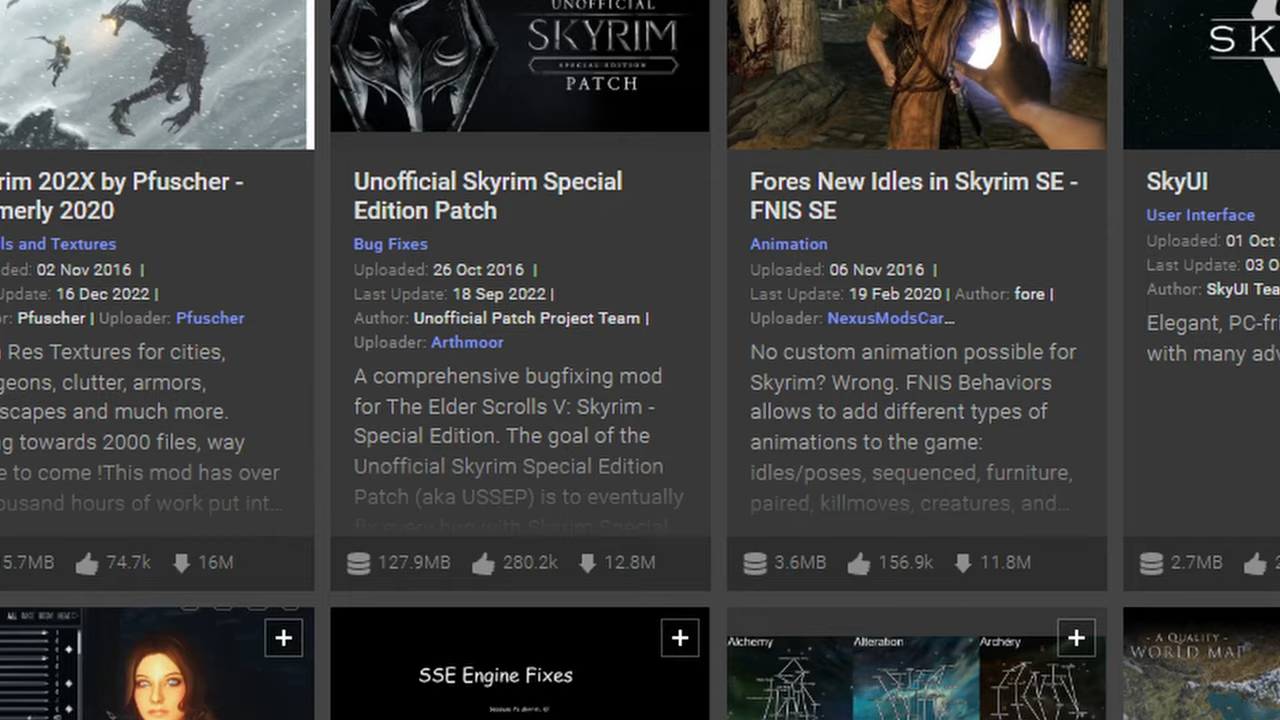 UNOFFICIAL
SKYRIM
SPECIAL EDITION
PATCH
S K
rim 202X by Pfuscher -
merly 2020
ls and Textures
ded: 02 Nov 2016 |
Update: 16 Dec 2022 |
or: Pfuscher | Uploader: Pfuscher
Res Textures for cities,
geons, clutter, armors,
scapes and much more.
ng towards 2000 files, way
e to come !This mod has over
ousand hours of work put int...
5.7MB 74.7k 16M
Unofficial Skyrim Special
Edition Patch
Bug Fixes
Uploaded: 26 Oct 2016 |
Last Update: 18 Sep 2022 |
Author: Unofficial Patch Project Team |
Uploader: Arthmoor
A comprehensive bugfixing mod
for The Elder Scrolls V: Skyrim -
Special Edition. The goal of the
Unofficial Skyrim Special Edition
Patch (aka USSEP) is to eventually
fix every bug with Skyrim Special
127.9MB 280.2k 12.8M
Fores New Idles in Skyrim SE -
FNIS SE
Animation
Uploaded: 06 Nov 2016 |
Last Update: 19 Feb 2020 | Author: fore |
Uploader: NexusModsCar...
No custom animation possible for
Skyrim? Wrong. FNIS Behaviors
allows to add different types of
animations to the game:
idles/poses, sequenced, furniture,
paired, killmoves, creatures, and...
3.6MB 156.9k 11.8M
SkyUI
User Interface
Uploaded: 01 Oct
Last Update: 03 O
Author: SkyUI Tea
Elegant, PC-fri
with many adv
2.7MB 2
SSE Engine Fixes
Alchemy Alteration Archery
- A QUALITY -
WORLD MAP